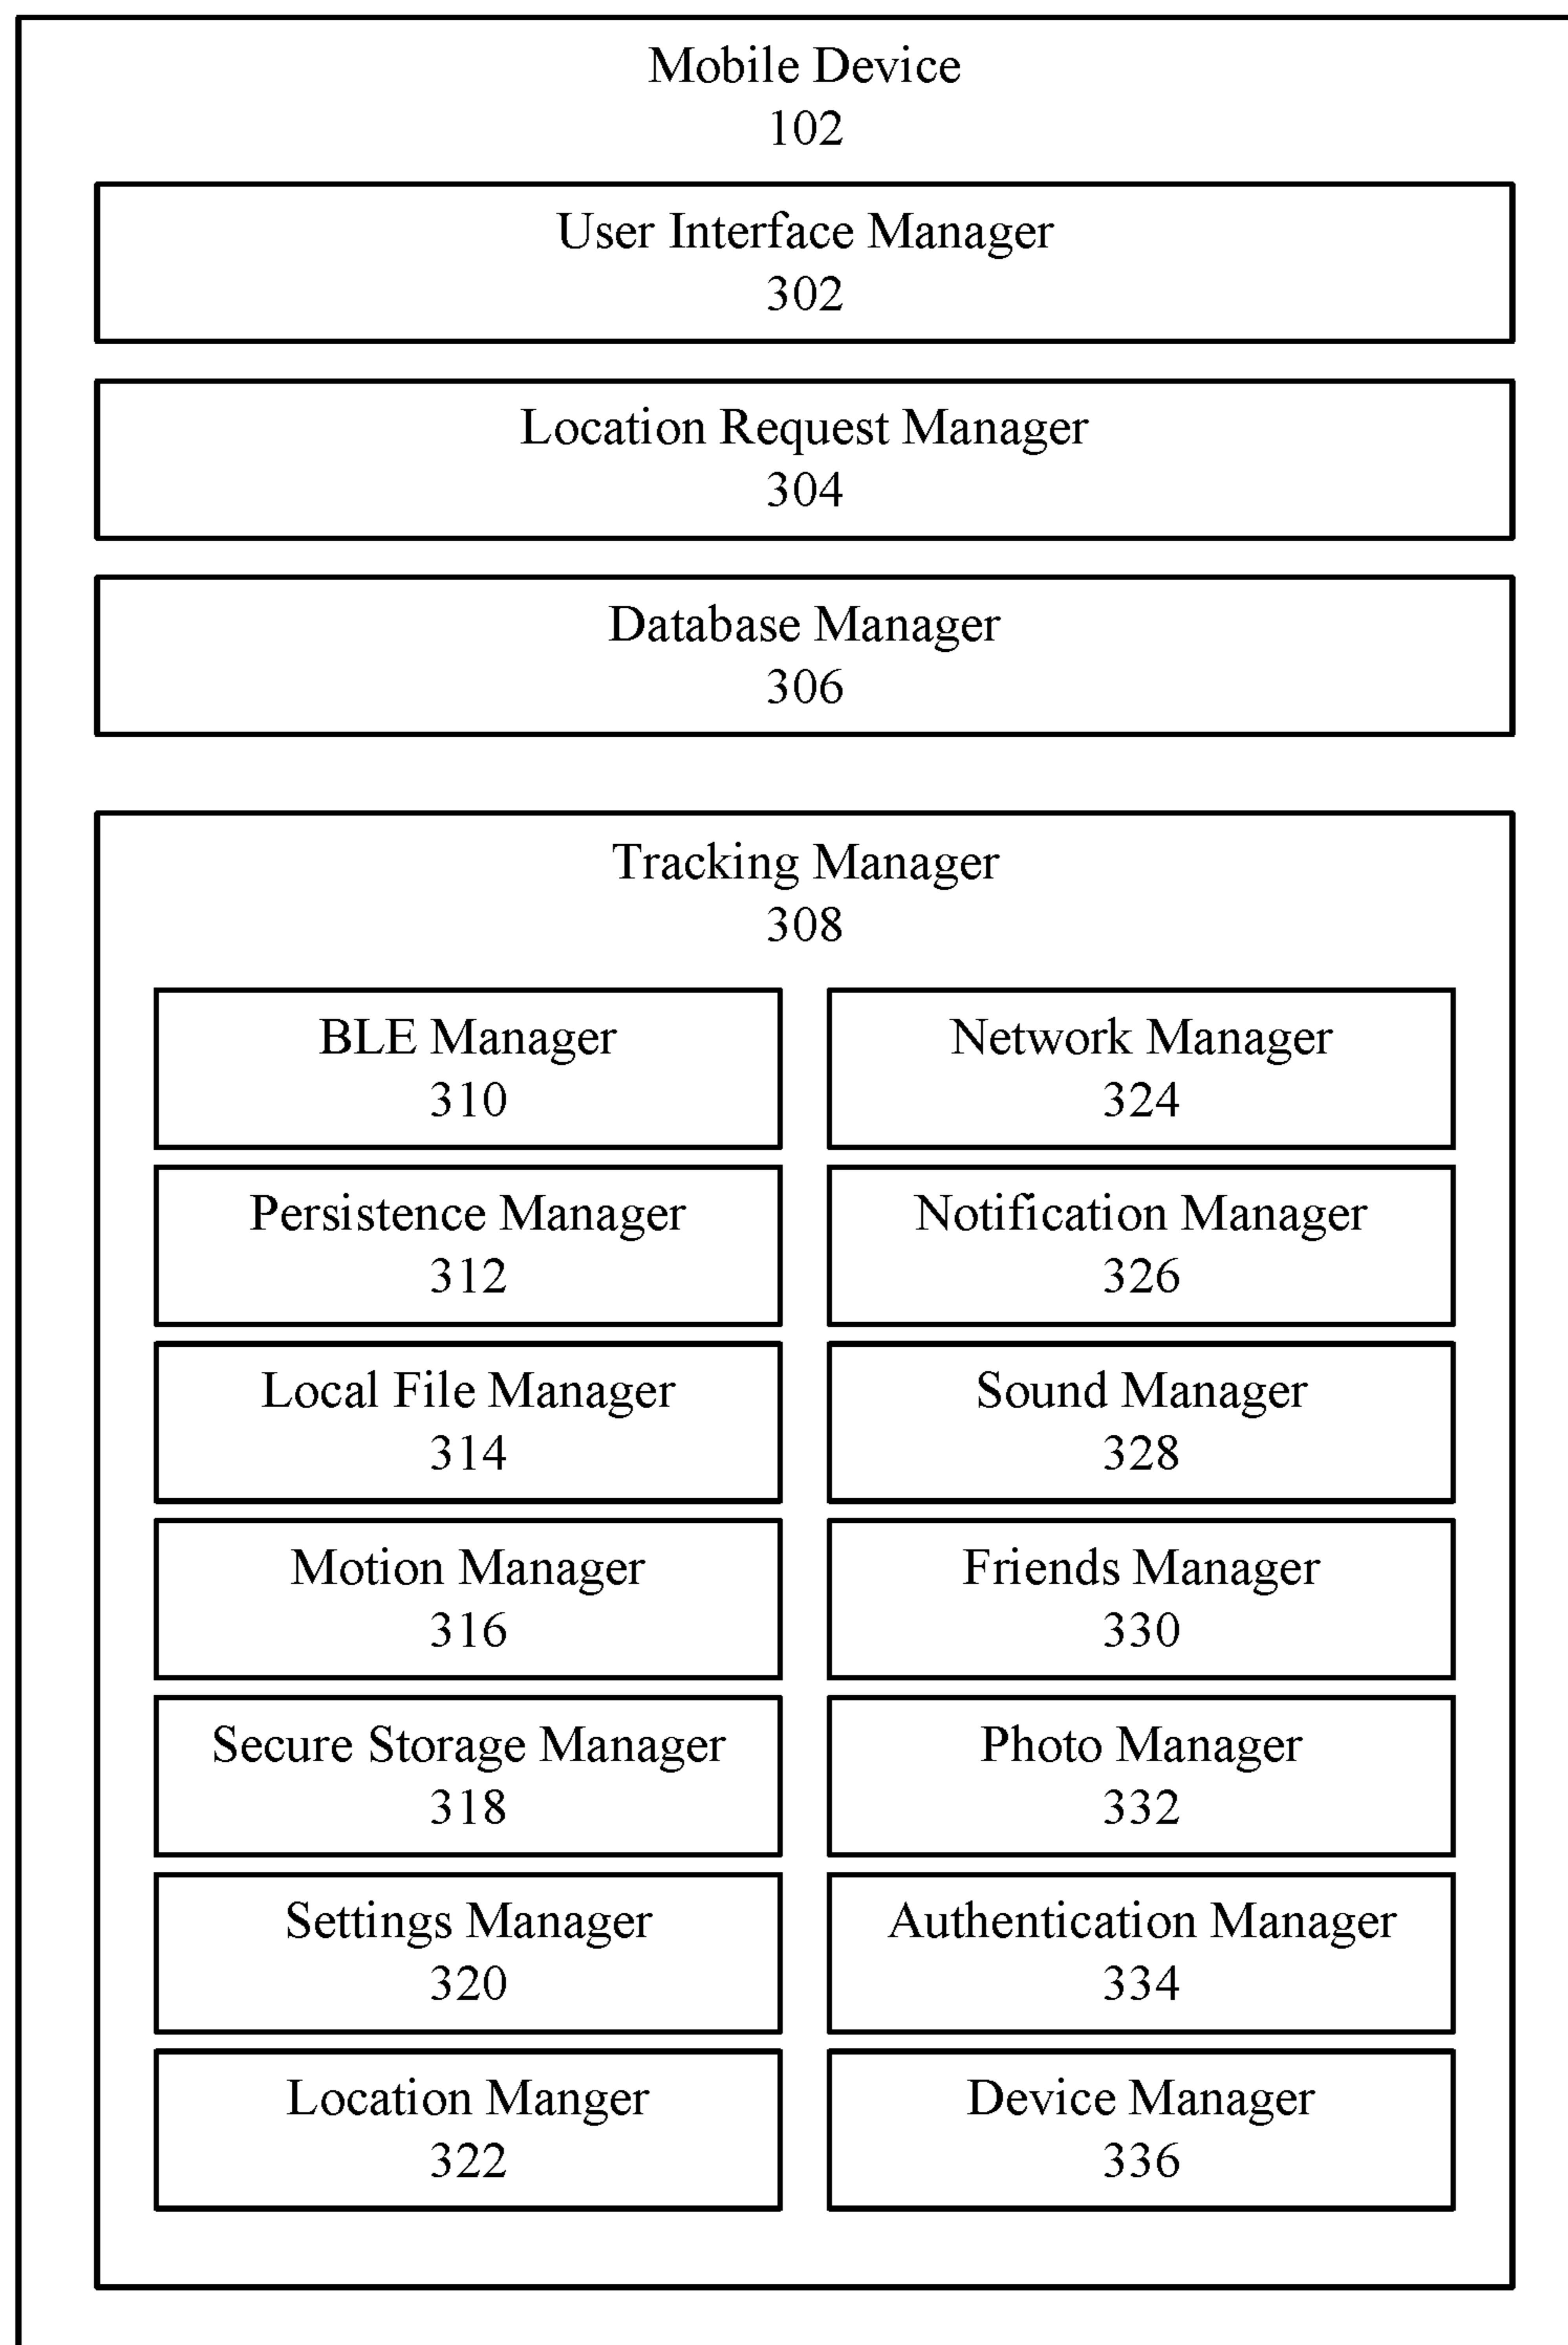 Mobile Device
102
User Interface Manager
302
Location Request Manager
304
Database Manager
306
Tracking Manager
308
BLE Manager
310
Network Manager
324
Persistence Manager
312
Notification Manager
326
Local File Manager
314
Sound Manager
328
Motion Manager
316
Friends Manager
330
Secure Storage Manager
318
Photo Manager
332
Settings Manager
320
Authentication Manager
334
Location Manger
322
Device Manager
336